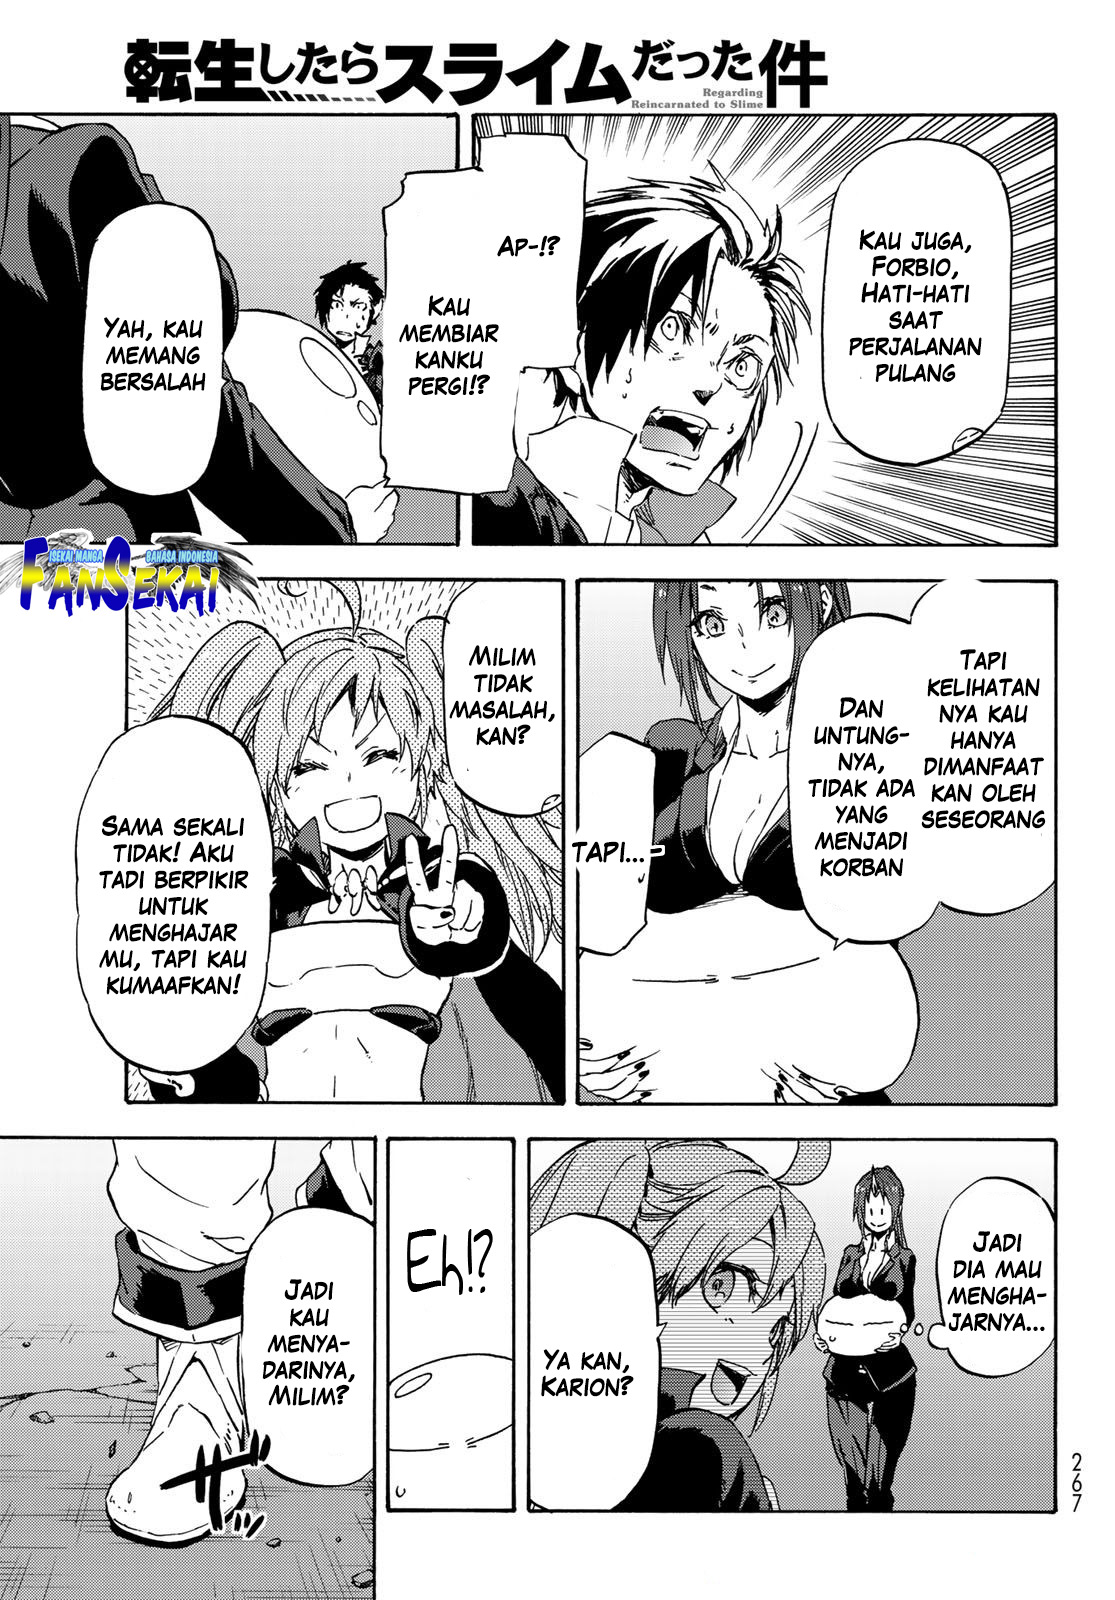 転生したらスライムだった件
Regarding
Reincarnated to Slime
KAU JUGA,
FORBIO,
HATI-HATI
SAAT
PERJALANAN
PULANG
AP-!?
KAU
MEMBIAR
KANKU
PERGI!?
YAH, KAU
MEMANG
BERSALAH
ISEKAI MANGA
BAHASA INDONESIA
FANSEKAI
TAPI
KELIHATAN
NYA KAU
HANYA
DIMANFAAT
KAN OLEH
SESEORANG
DAN
UNTUNG-
NYA,
TIDAK ADA
YANG
MENJADI
KORBAN
TAPI...-
MILIM
TIDAK
MASALAH,
KAN?
SAMA SEKALI
TIDAK! AKU
TADI BERPIKIR
UNTUK
MENGHAJAR
MU, TAPI KAU
KUMAAFKAN!
JADI
DIA MAU
MENGHA-
JARNYA...
YA KAN,
KARION?
Eh!?
JADI
KAU
MENYA-
DARINYA,
MILIM?
ザッ
267